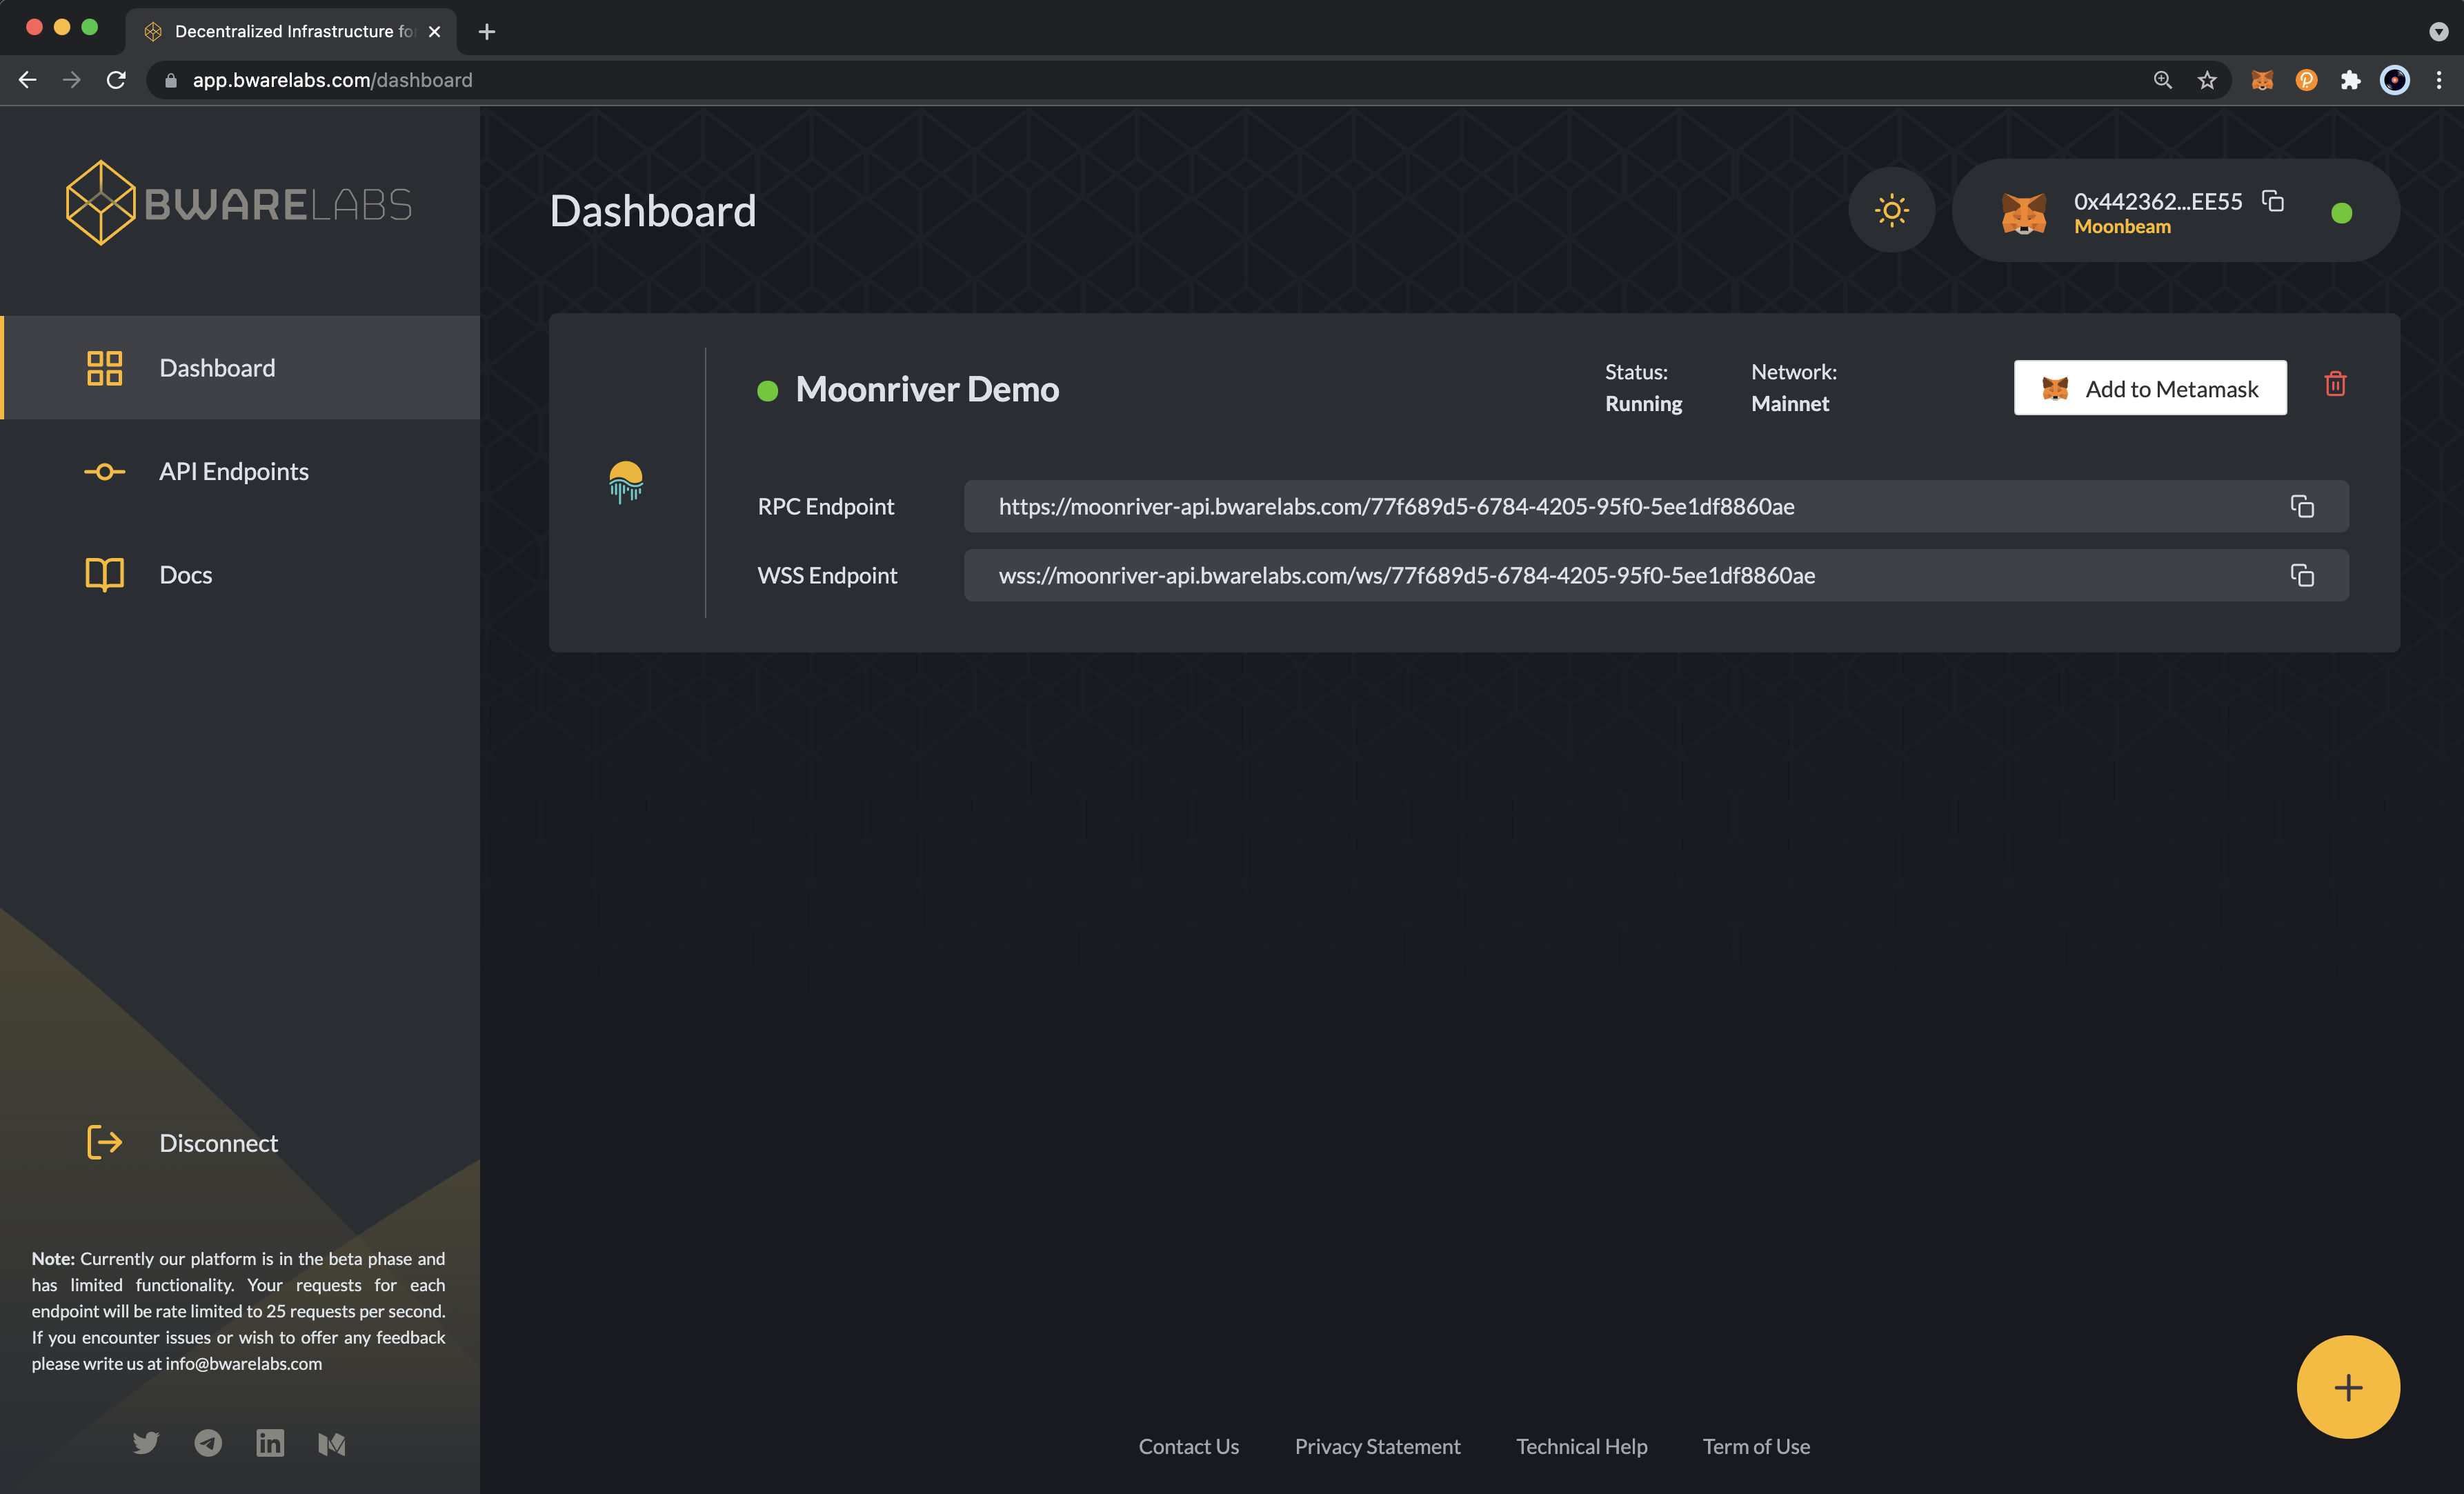 Decentralized Infrastructure fo
app.bwarelabs.com/dashboard
BWARELABS
Dashboard
0x442362...EE55
Moonbeam
Dashboard
API Endpoints
Docs
Moonriver Demo
Status:
Running
Network:
Mainnet
Add to Metamask
RPC Endpoint
https://moonriver-api.bwarelabs.com/77f689d5-6784-4205-95f0-5ee1df8860ae
WSS Endpoint
wss://moonriver-api.bwarelabs.com/ws/77f689d5-6784-4205-95f0-5ee1df8860ae
Disconnect
Note: Currently our platform is in the beta phase and
has limited functionality. Your requests for each
endpoint will be rate limited to 25 requests per second.
If you encounter issues or wish to offer any feedback
please write us at info@bwarelabs.com
Contact Us
Privacy Statement
Technical Help
Term of Use